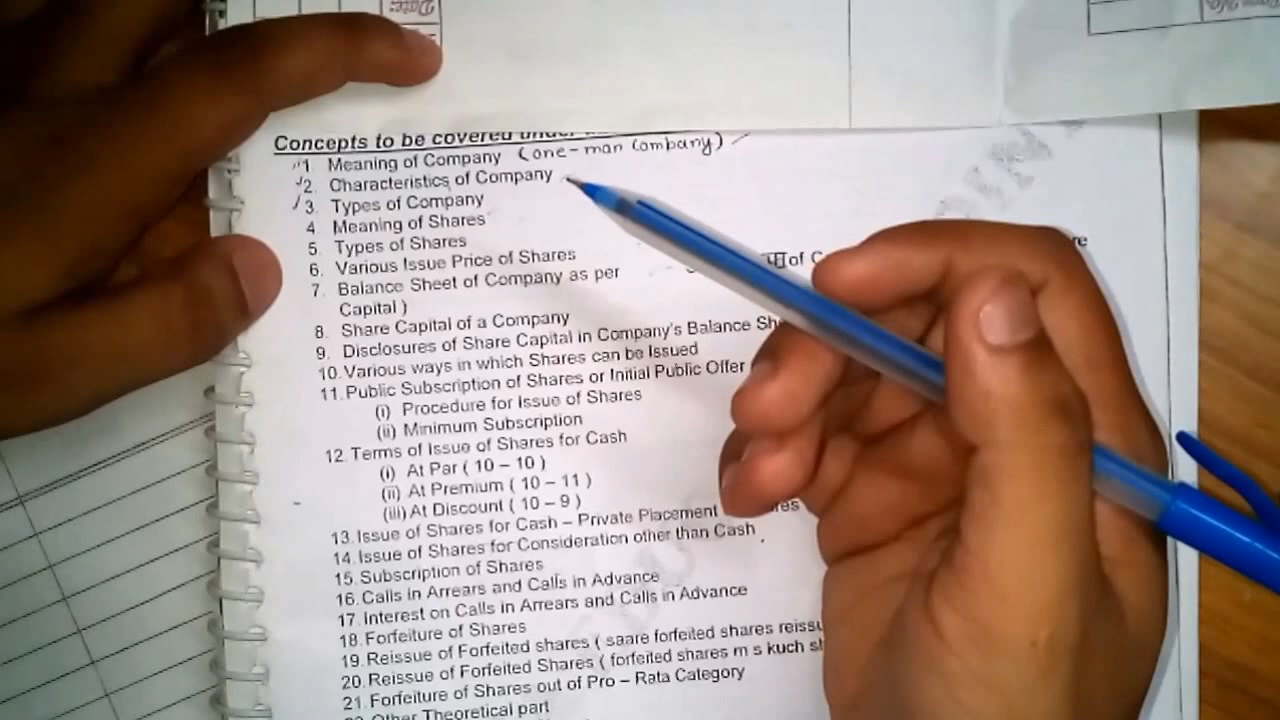 Date:
Concepts to be covered under
1. Meaning of Company (one-man Company)
2. Characteristics of Company
3. Types of Company
4. Meaning of Shares
5. Types of Shares
6. Various Issue Price of Shares
7. Balance Sheet of Company as per of
Capital )
8. Share Capital of a Company
9. Disclosures of Share Capital in Company's Balance
10. Various ways in which Shares can be Issued
11. Public Subscription of Shares or Initial Public Offer
(i) Procedure for Issue of Shares
(ii) Minimum Subscription
12. Terms of Issue of Shares for Cash
(i) At Par ( 10 – 10 )
(ii) At Premium ( 10 – 11 )
(iii) At Discount ( 10 – 9 )
13. Issue of Shares for Cash – Private Placement
14. Issue of Shares for Consideration other than Cash
15. Subscription of Shares
16. Calls in Arrears and Calls in Advance
17. Interest on Calls in Arrears and Calls in Advance
18. Forfeiture of Shares
19. Reissue of Forfeited shares ( saare forfeited shares
20. Reissue of Forfeited Shares ( forfeited shares m s kuch
21. Forfeiture of Shares out of Pro – Rata Category
22. Other Theoretical part